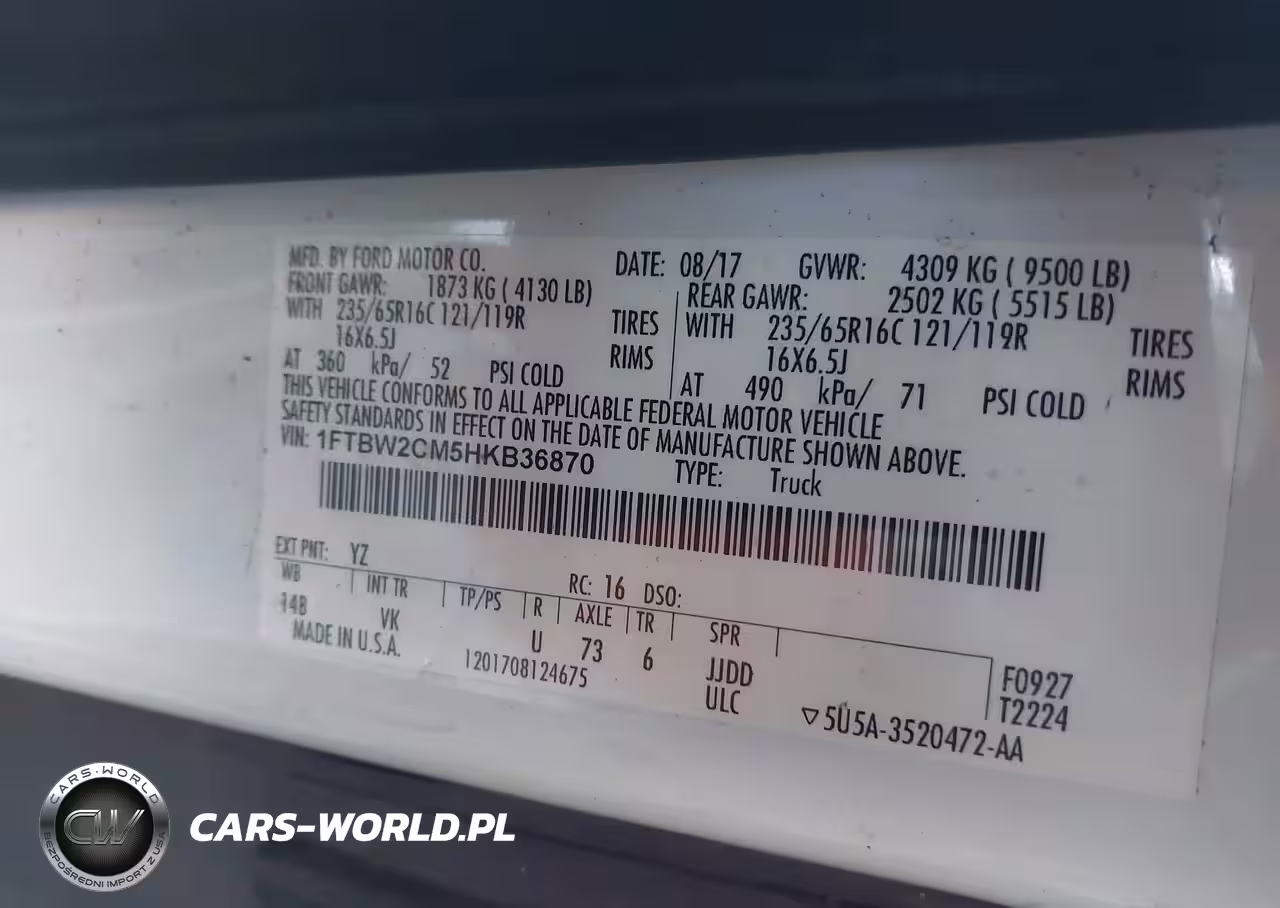 MFD. BY FORD MOTOR CO. DATE: 08/17 GVWR: 4309 KG ( 9500 LB)
FRONT GAWR: 1873 KG ( 4130 LB) REAR GAWR: 2502 KG ( 5515 LB)
WITH 235/65R16C 121/119R TIRES WITH 235/65R16C 121/119R TIRES
16X6.5J RIMS 16X6.5J RIMS
AT 360 kPa/ 52 PSI COLD AT 490 kPa/ 71 PSI COLD
THIS VEHICLE CONFORMS TO ALL APPLICABLE FEDERAL MOTOR VEHICLE
SAFETY STANDARDS IN EFFECT ON THE DATE OF MANUFACTURE SHOWN ABOVE.
VIN: 1FTBW2CM5HKB36870 TYPE: Truck
EXT PNT: YZ RC: 16 DSO:
WB INT TR TP/PS R AXLE TR SPR
148 VK U 73 6 JJDD F0927
MADE IN U.S.A. 1201708124675 ULC T2224
▽5U5A-3520472-AA
CARS-WORLD
CW
BEZPOŚREDNI IMPORT Z USA
CARS-WORLD.PL